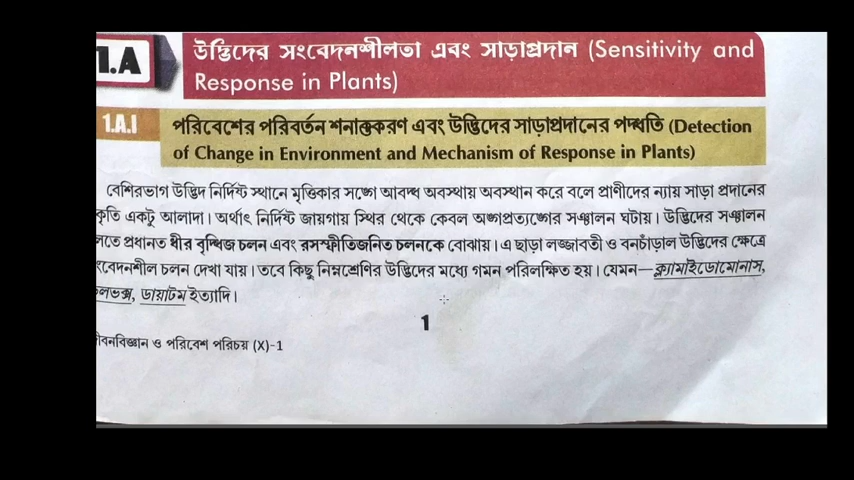 1.A
উদ্ভিদের সংবেদনশীলতা এবং সাড়াপ্রদান (Sensitivity and
Response in Plants)
1.A.I
পরিবেশের পরিবর্তন শনাক্তকরণ এবং উদ্ভিদের সাড়াপ্রদানের পদ্ধতি (Detection
of Change in Environment and Mechanism of Response in Plants)
বেশিরভাগ উদ্ভিদ নির্দিষ্ট স্থানে মৃত্তিকার সঙ্গে আবদ্ধ অবস্থায় অবস্থান করে বলে প্রাণীদের ন্যায় সাড়া প্রদানের
কৃতি একটু আলাদা। অর্থাৎ নির্দিষ্ট জায়গায় স্থির থেকে কেবল অঙ্গপ্রত্যঙ্গের সঞ্চালন ঘটায়। উদ্ভিদের সঞ্চালন
লতে প্রধানত ধীর বৃদ্ধিজ চলন এবং রসস্ফীতিজনিত চলনকে বোঝায়। এ ছাড়া লজ্জাবতী ও বনচাঁড়াল উদ্ভিদের ক্ষেত্রে
ংবেদনশীল চলন দেখা যায়। তবে কিছু নিম্নশ্রেণির উদ্ভিদের মধ্যে গমন পরিলক্ষিত হয়। যেমন—ক্ল্যামাইডোমোনাস,
লভক্স, ডায়াটম ইত্যাদি।
1
জীবনবিজ্ঞান ও পরিবেশ পরিচয় (X)-1